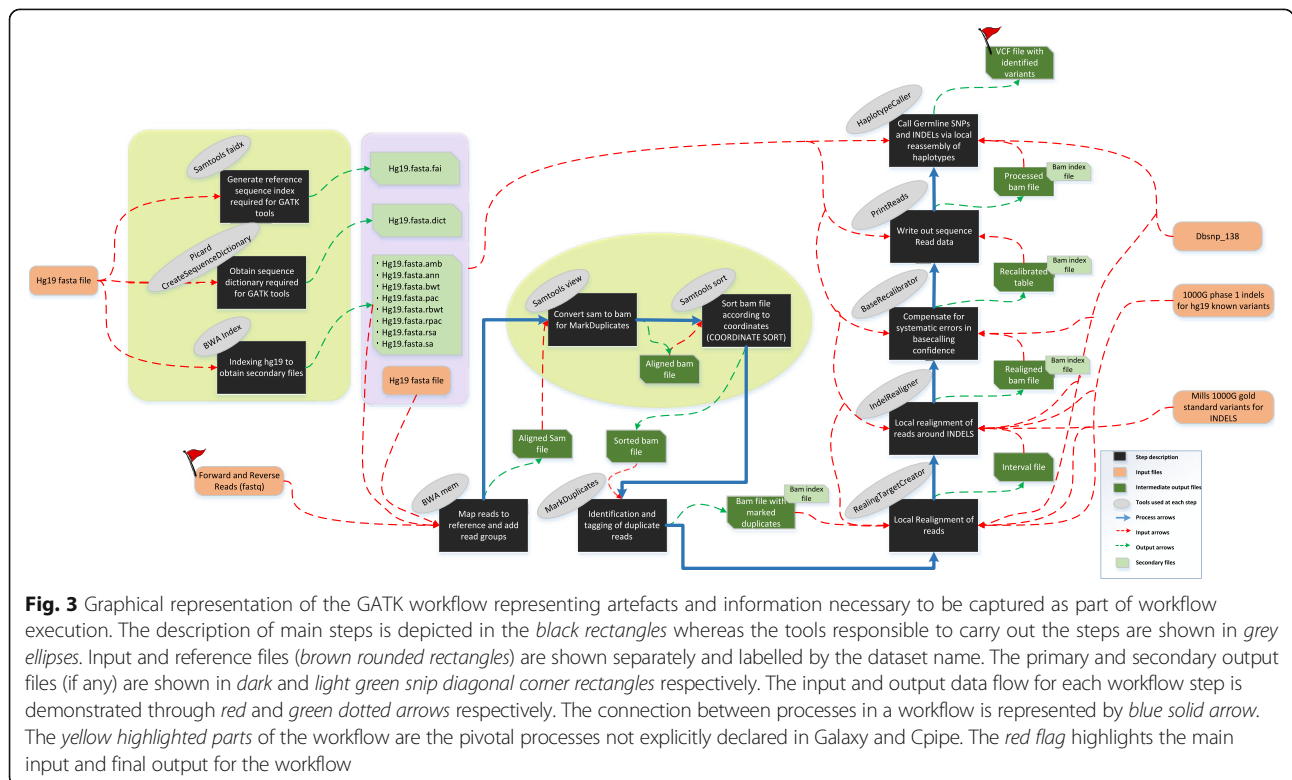 VCF file with
identified
variants
HaplotypeCaller
Call Germline SNPs
and INDELs via local
reassembly of
haplotypes
Samtools faidx
Generate reference
sequence index
required for GATK
tools
Hg19.fasta.fai
Processed
bam file
Bam index
file
Picard
CreateSequenceDictionary
Hg19.fasta.dict
PrintReads
Write out sequence
Read data
Dbsnp_138
Hg19 fasta file
Obtain sequence
dictionary required
for GATK tools
Hg19.fasta.amb
Hg19.fasta.ann
Hg19.fasta.bwt
Hg19.fasta.pac
Hg19.fasta.rbwt
Hg19.fasta.rpac
Hg19.fasta.rsa
Hg19.fasta.sa
Samtools view
Convert sam to bam
for MarkDuplicates
Samtools sort
Sort bam file
according to
coordinates
(COORDINATE SORT)
Aligned bam
file
BaseRecalibrator
Recalibrated
table
Bam index
file
1000G phase 1 indels
for hg19 known
variants
BWA Index
Indexing hg19 to
obtain secondary files
Compensate for
systematic errors in
basecalling
confidence
Hg19 fasta file
IndelRealigner
Realigned
bam file
Bam index
file
Mills 1000G gold
standard variants for
INDELS
Local realignment of
reads around INDELS
Aligned Sam
file
Sorted bam
file
Interval file
Forward and Reverse
Reads (fastq)
BWA mem
Map reads to
reference and add
read groups
MarkDuplicates
Identification and
tagging of duplicate
reads
Bam file with
marked
duplicates
Bam index
file
RealingTargetCreator
Local Realignment of
reads
Step description
Input files
Intermediate output files
Tools used at each step
Process arrows
Input arrows
Output arrows
Secondary files
Fig. 3 Graphical representation of the GATK workflow representing artefacts and information necessary to be captured as part of workflow
execution. The description of main steps is depicted in the black rectangles whereas the tools responsible to carry out the steps are shown in grey
ellipses. Input and reference files (brown rounded rectangles) are shown separately and labelled by the dataset name. The primary and secondary output
files (if any) are shown in dark and light green snip diagonal corner rectangles respectively. The input and output data flow for each workflow step is
demonstrated through red and green dotted arrows respectively. The connection between processes in a workflow is represented by blue solid arrow.
The yellow highlighted parts of the workflow are the pivotal processes not explicitly declared in Galaxy and Cpipe. The red flag highlights the main
input and final output for the workflow